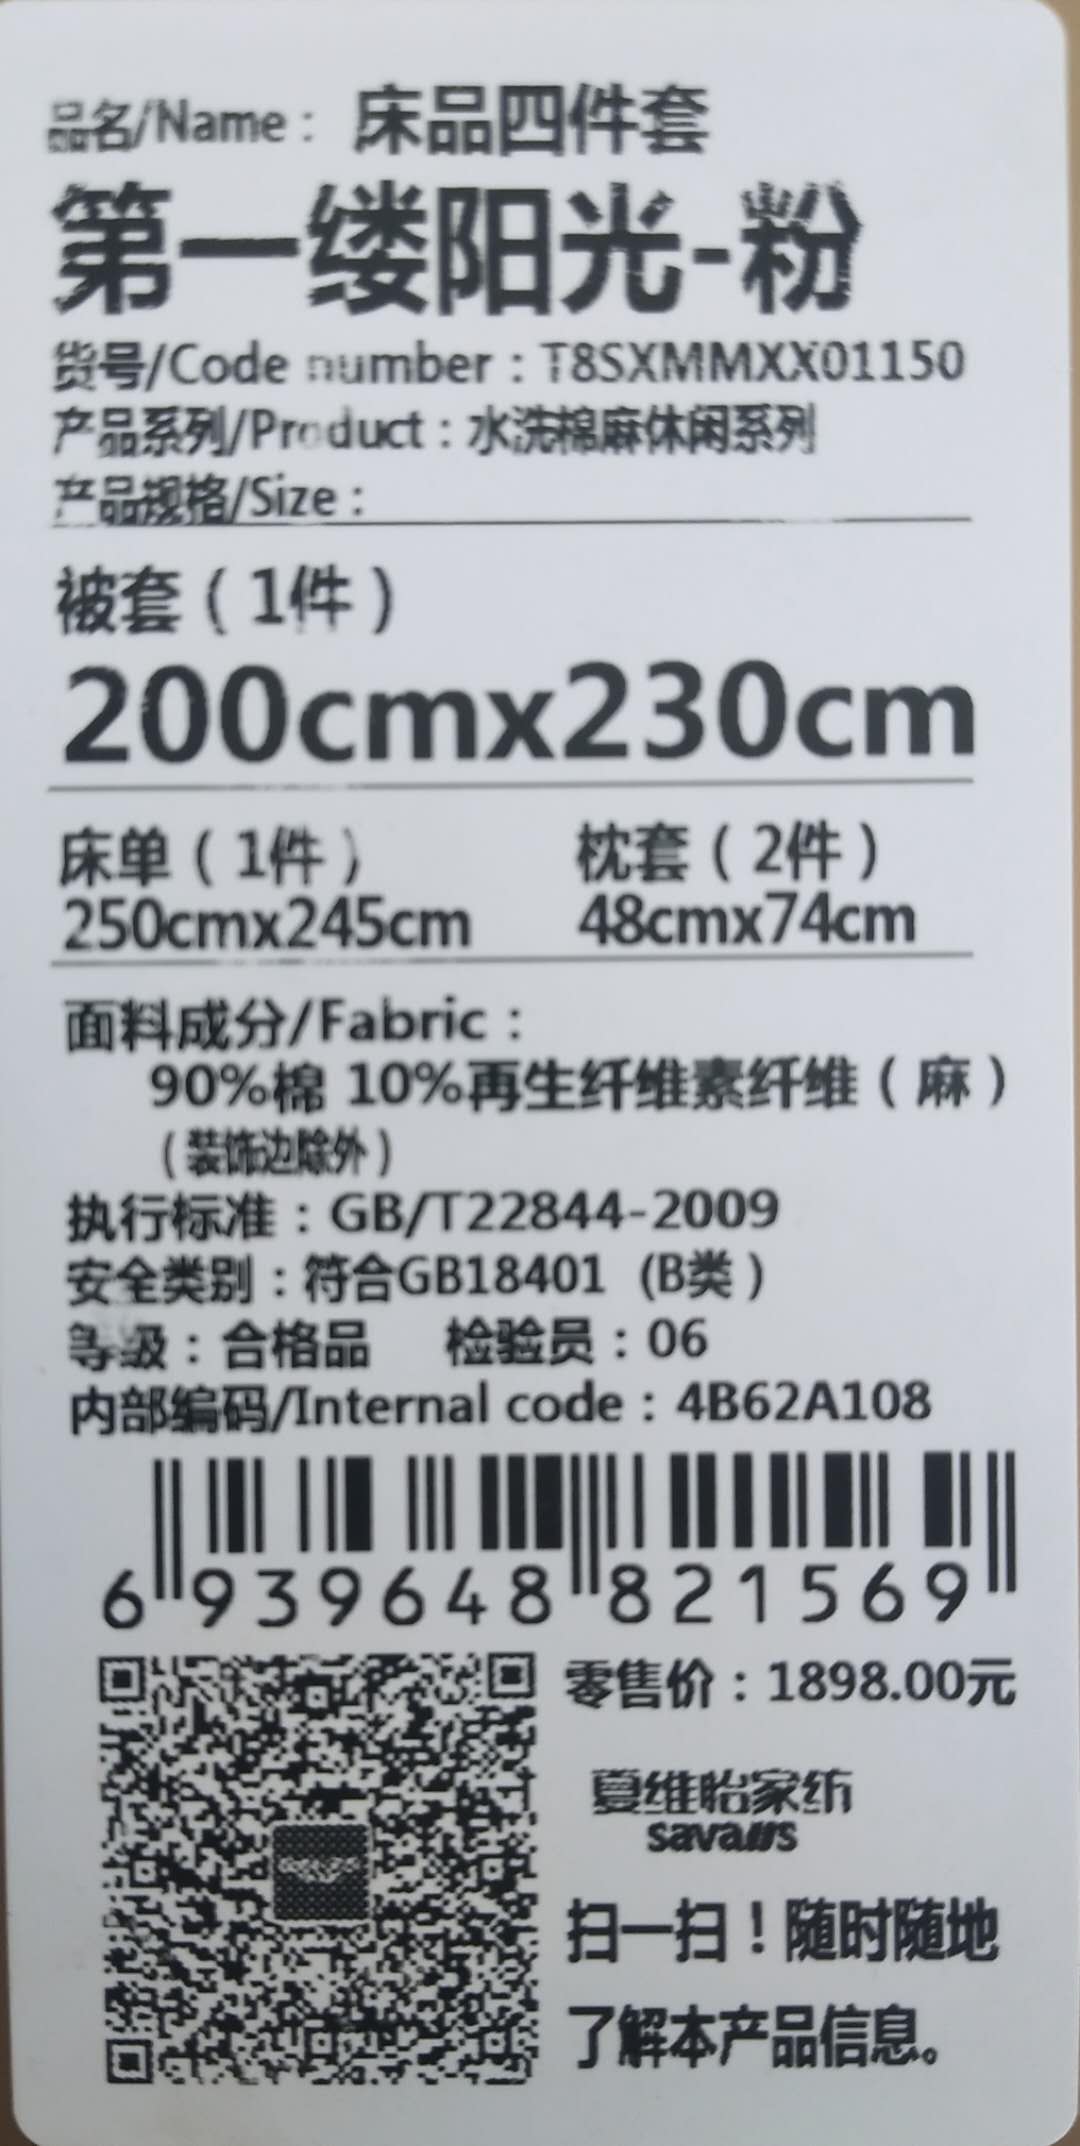 品名/Name： 床品四件套
第一缕阳光-粉
货号/Code number：T8SXMMXX01150
产品系列/Product：水洗棉麻休闲系列
产品规格/Size：
被套（1件）
200cmx230cm
床单（1件） 枕套（2件）
250cmx245cm 48cmx74cm
面料成分/Fabric：
90%棉 10%再生纤维素纤维（麻）
（装饰边除外）
执行标准：GB/T22844-2009
安全类别：符合GB18401 (B类）
等级：合格品 检验员：06
内部编码/Internal code：4B62A108
6 939648 821569
零售价：1898.00元
夏维怡家纺
扫一扫！随时随地
了解本产品信息。